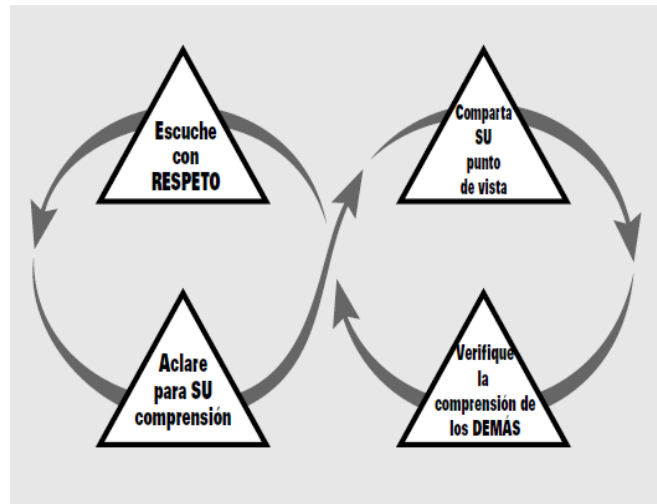 Escuche
con
RESPETO
Aclare
para SU
comprensión
Comparta
SU
punto
de vista
Verifique
la
comprensión de
los DEMÁS